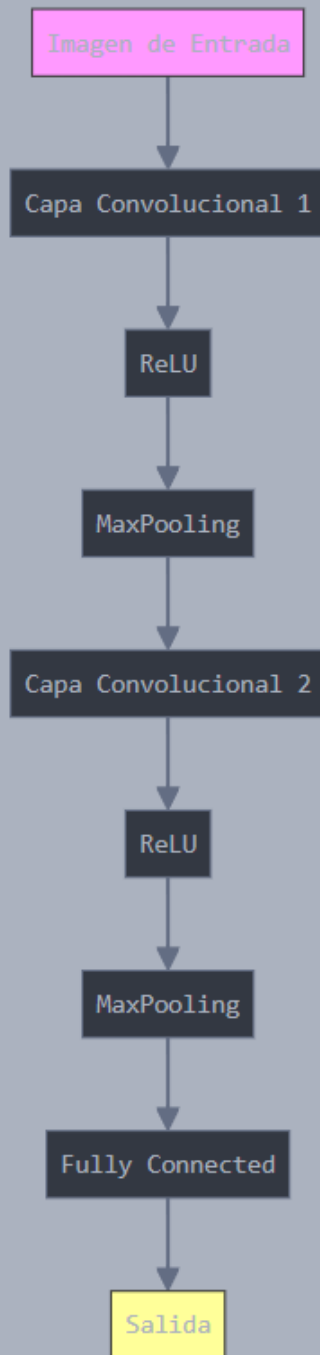 Imagen de Entrada
Capa Convolucional 1
ReLU
MaxPooling
Capa Convolucional 2
ReLU
MaxPooling
Fully Connected
Salida